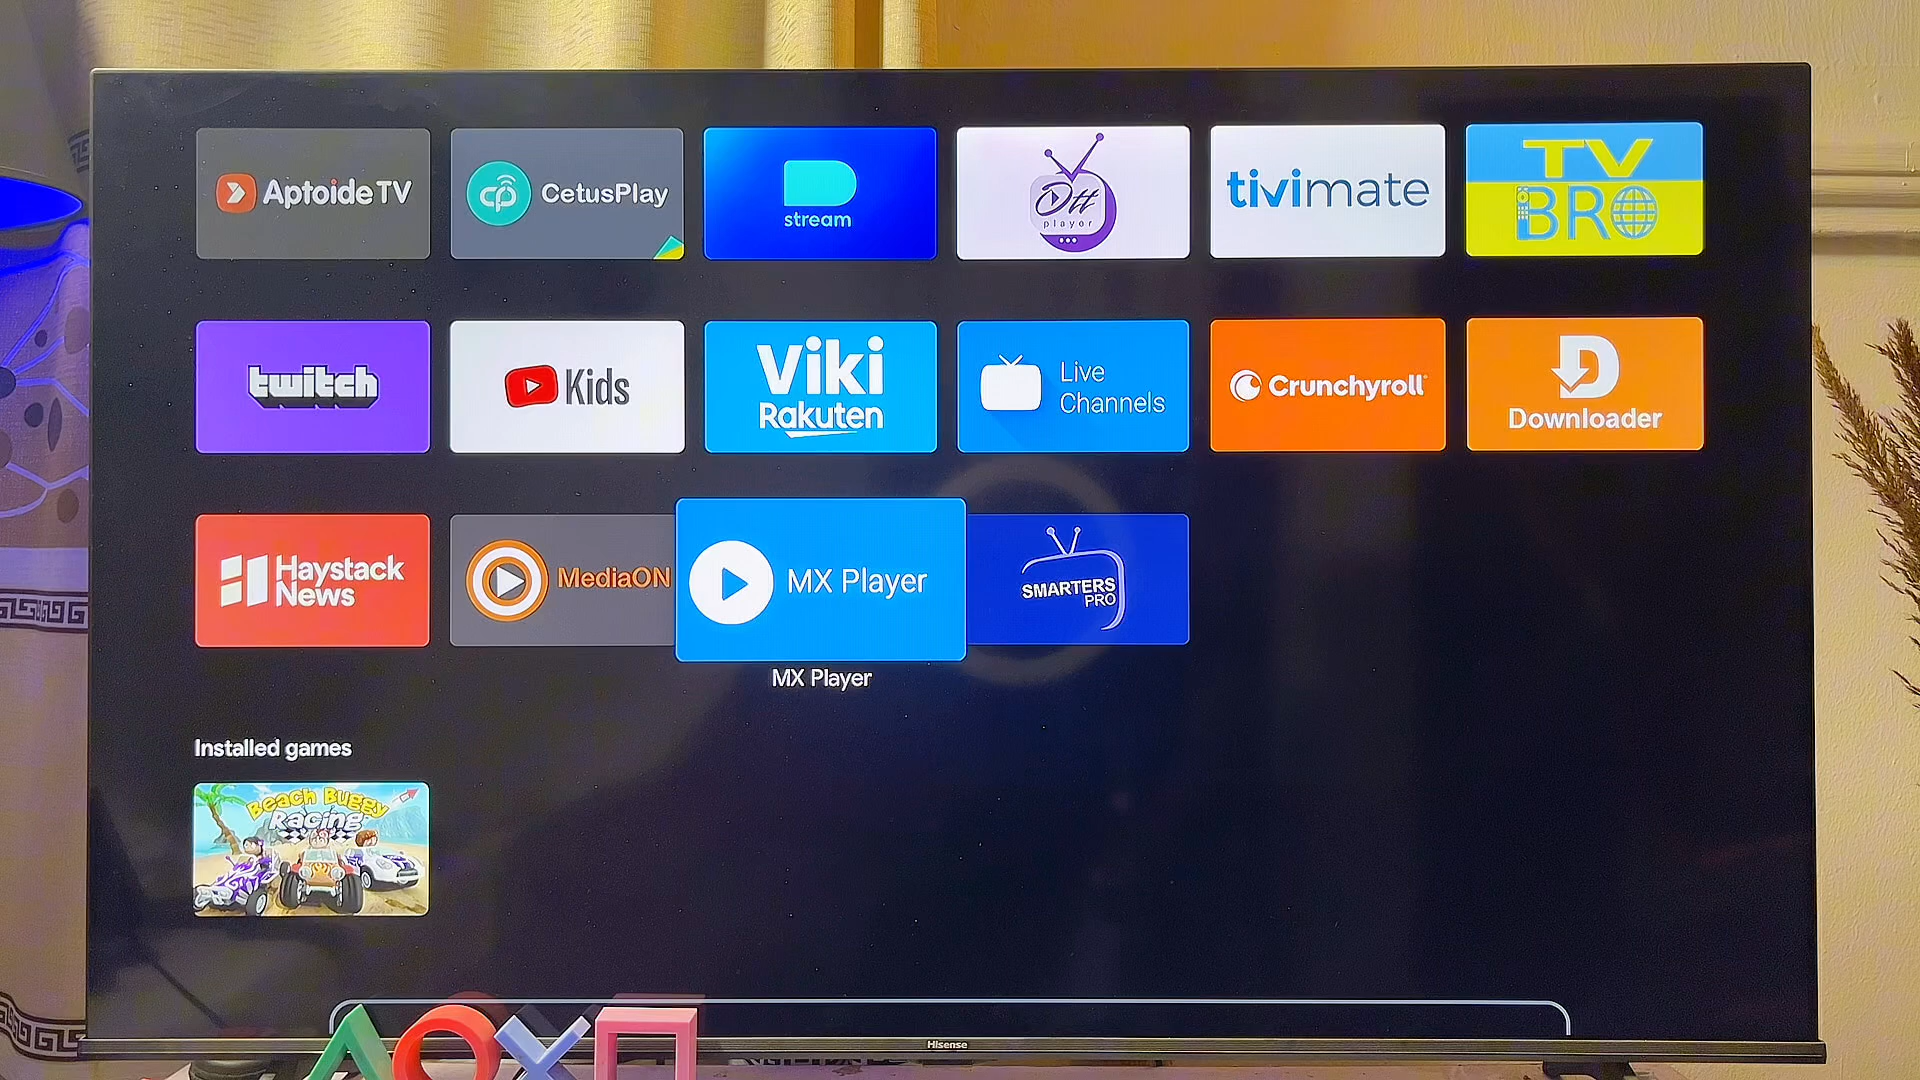 Aptoide TV
CetusPlay
stream
Ott
player
tivimate
TV
BRO
twitch
Kids
Viki
Rakuten
Live
Channels
Crunchyroll
Downloader
Haystack
News
MediaON
MX Player
SMARTERS
PRO
MX Player
Installed games
Beach Buggy
Racing
Hisense